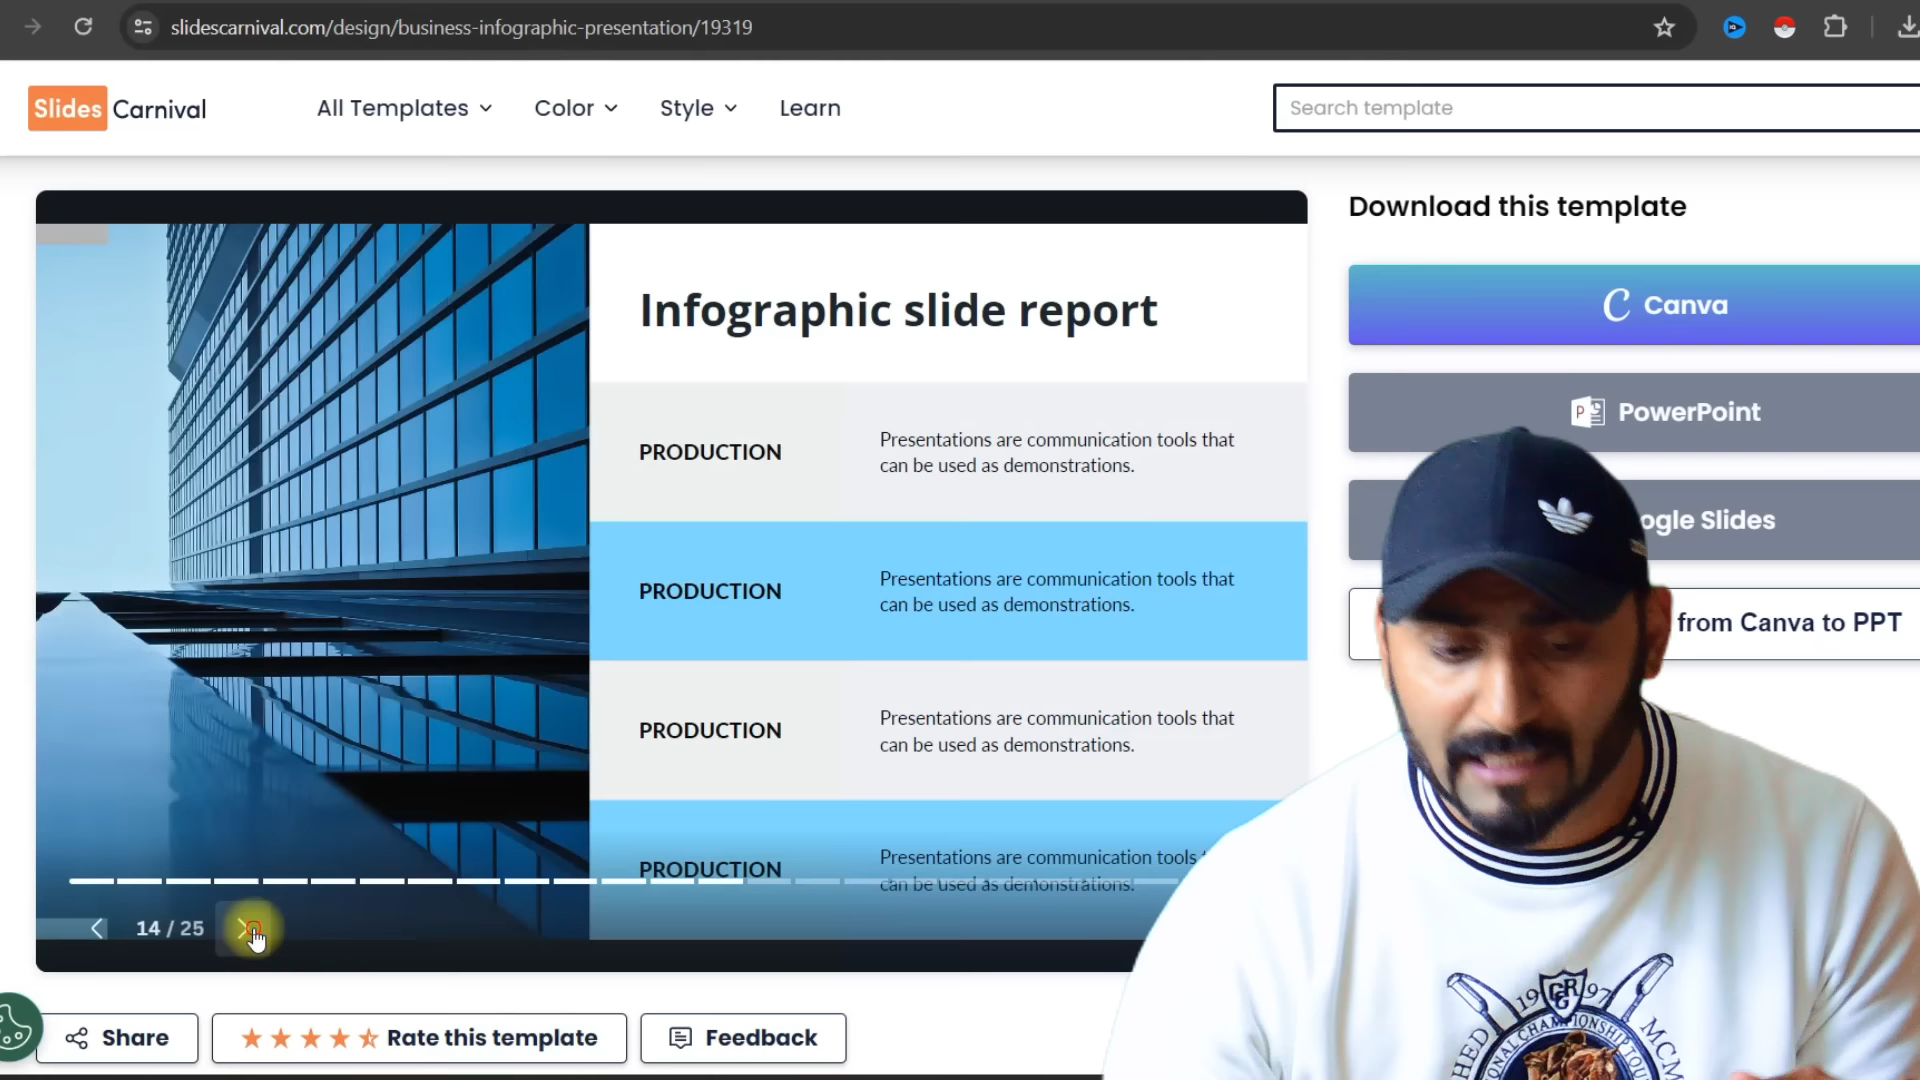 slidescarnival.com/design/business-infographic-presentation/19319
Slides Carnival
All Templates
Color
Style
Learn
Search template
Download this template
Infographic slide report
Canva
PowerPoint
PRODUCTION
Presentations are communication tools that
can be used as demonstrations.
ogle Slides
PRODUCTION
Presentations are communication tools that
can be used as demonstrations.
from Canva to PPT
PRODUCTION
Presentations are communication tools that
can be used as demonstrations.
PRODUCTION
Presentations are communication tools
can be used as demonstrations.
14 / 25
Share
Rate this template
Feedback
19 GR 97